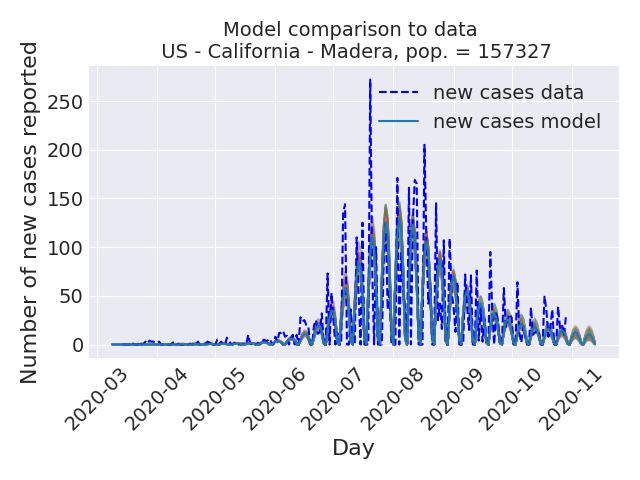 Model comparison to data
US - California - Madera, pop. = 157327
Number of new cases reported
250
200
150
100
50
0
new cases data
new cases model
2020-03
2020-04
2020-05
2020-06
2020-07
2020-08
2020-09
2020-10
2020-11
Day